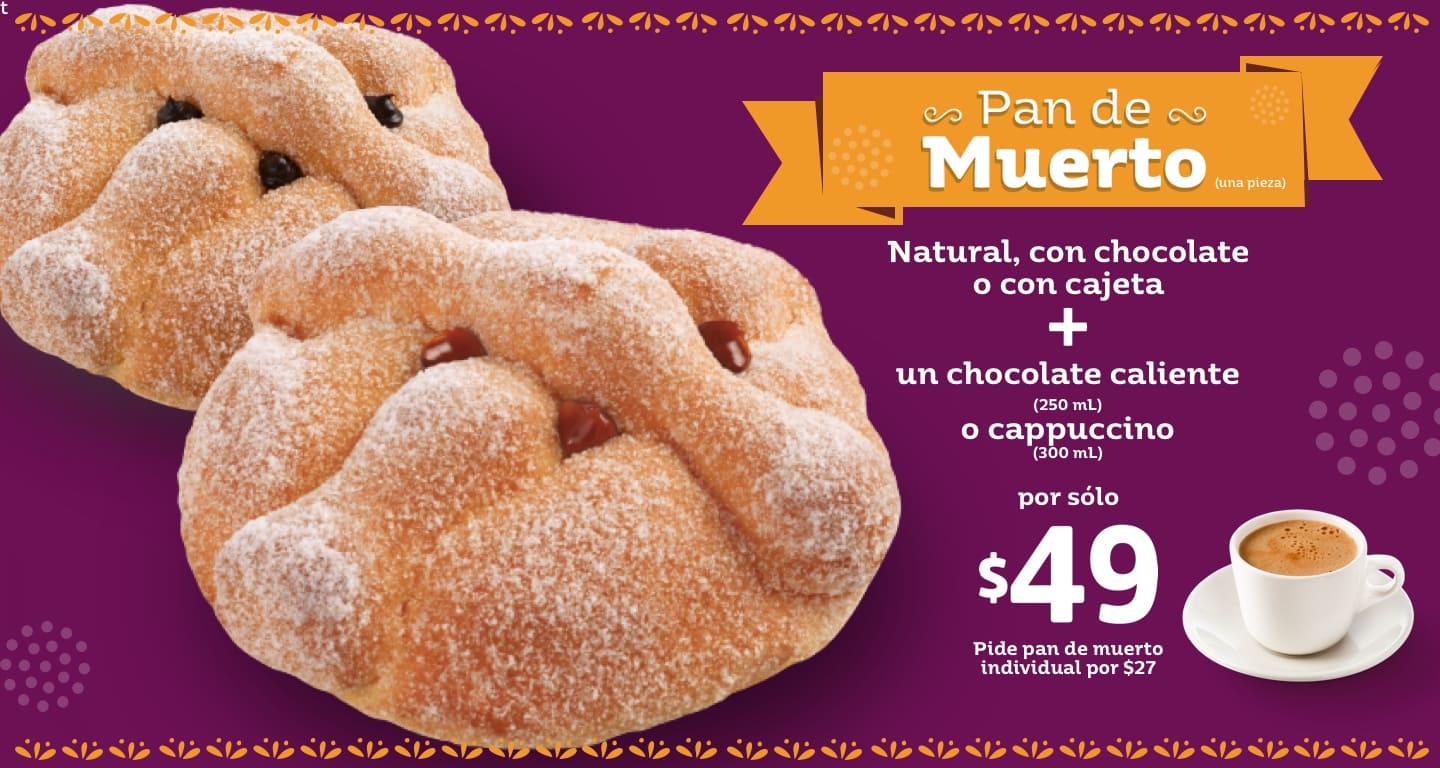 t
Pan de
Muerto
(una pieza)
Natural, con chocolate
o con cajeta
+
un chocolate caliente
(250 mL)
o cappuccino
(300 mL)
por sólo
$49
Pide pan de muerto
individual por $27